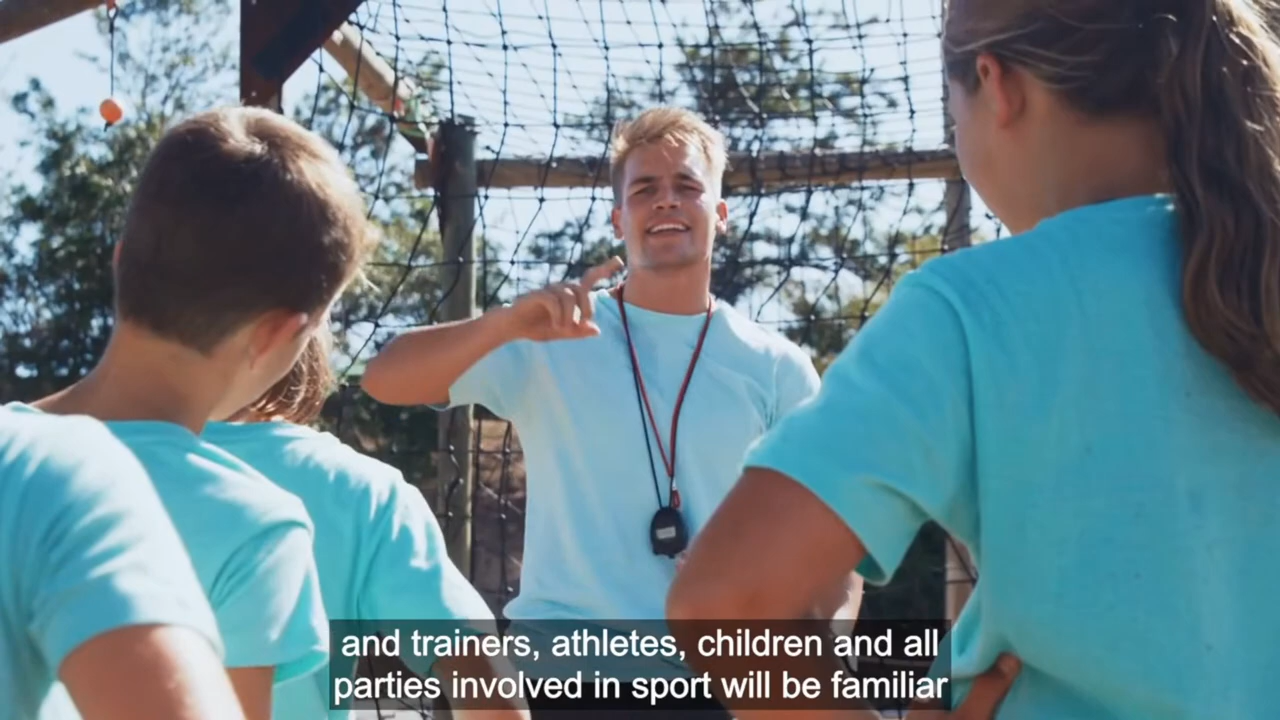 and trainers, athletes, children and all
parties involved in sport will be familiar